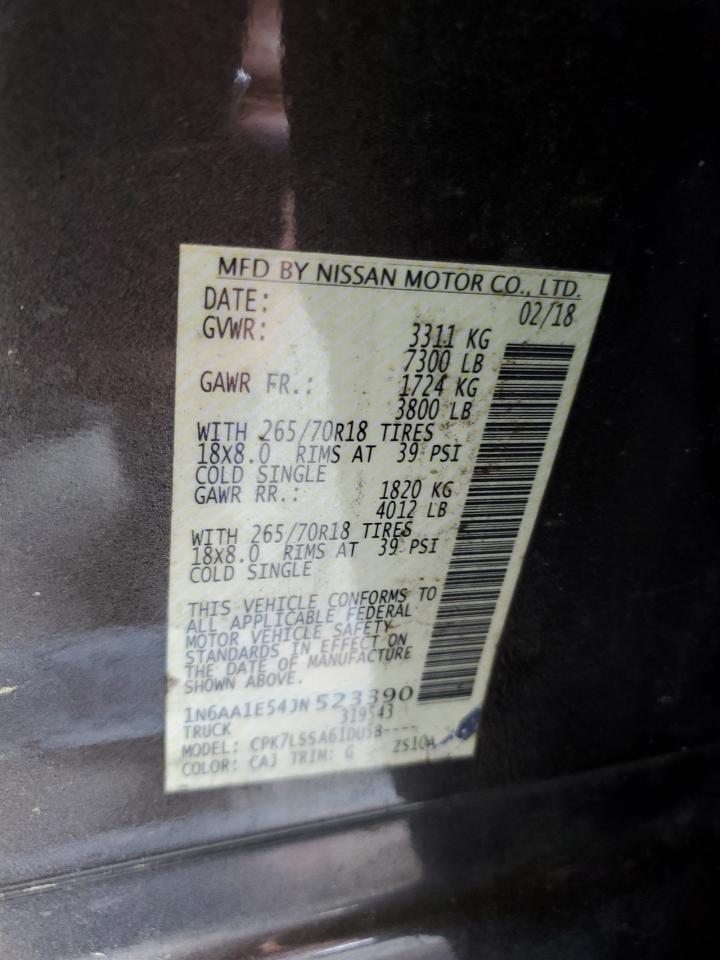 MFD BY NISSAN MOTOR CO., LTD.
DATE: 02/18
GVWR: 3311 KG
7300 LB
GAWR FR.: 1724 KG
3800 LB
WITH 265/70R18 TIRES
18X8.0 RIMS AT 39 PSI
COLD SINGLE
GAWR RR.: 1820 KG
4012 LB
WITH 265/70R18 TIRES
18X8.0 RIMS AT 39 PSI
COLD SINGLE
THIS VEHICLE CONFORMS TO
ALL APPLICABLE FEDERAL
MOTOR VEHICLE SAFETY
STANDARDS IN EFFECT ON
THE DATE OF MANUFACTURE
SHOWN ABOVE.
1N6AA1E54JN523390
TRUCK 319543
MODEL: CPK7LSSA61DU5B----
COLOR: CAJ TRIM: G ZS10A